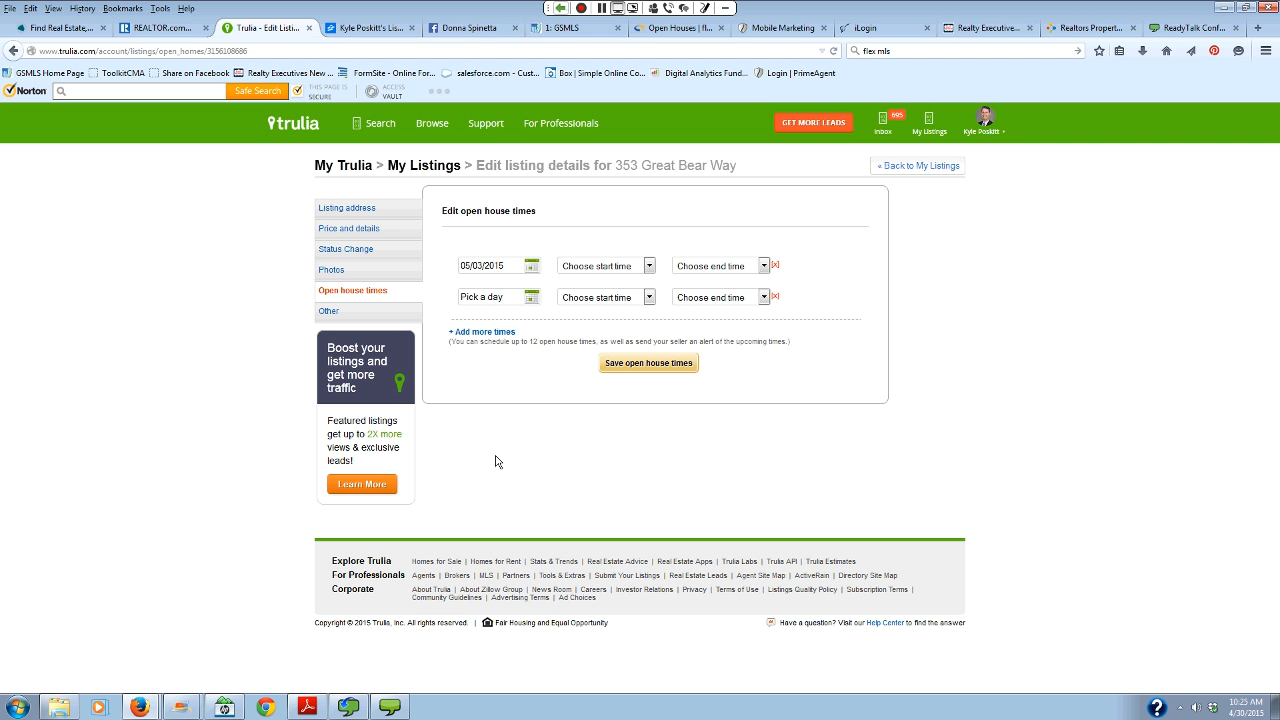 File Edit View History Bookmarks Tools Help
Find Real Estate, ... REALTOR.com... Trulia - Edit Listi... Kyle Poskitt's Lis... Donna Spinetta 1: GSMLS Open Houses | fl... Mobile Marketing iLogin Realty Executives... Realtors Propert... ReadyTalk Conf...
www.trulia.com/account/listings/open_homes/3156108686 flex mls
GSMLS Home Page ToolkitCMA Share on Facebook Realty Executives New ... FormSite - Online For... salesforce.com - Cust... Box | Simple Online Co... Digital Analytics Fund... Login | PrimeAgent
Norton Safe Search THIS PAGE IS SECURE ACCESS VAULT
trulia Search Browse Support For Professionals GET MORE LEADS Inbox 695 My Listings Kyle Poskitt
My Trulia > My Listings > Edit listing details for 353 Great Bear Way « Back to My Listings
Listing address
Price and details
Status Change
Photos
Open house times
Other
Edit open house times
05/03/2015 Choose start time Choose end time [x]
Pick a day Choose start time Choose end time [x]
+ Add more times
(You can schedule up to 12 open house times, as well as send your seller an alert of the upcoming times.)
Save open house times
Boost your
listings and
get more
traffic
Featured listings
get up to 2X more
views & exclusive
leads!
Learn More
Explore Trulia Homes for Sale | Homes for Rent | Stats & Trends | Real Estate Advice | Real Estate Apps | Trulia Labs | Trulia API | Trulia Estimates
For Professionals Agents | Brokers | MLS | Partners | Tools & Extras | Submit Your Listings | Real Estate Leads | Agent Site Map | ActiveRain | Directory Site Map
Corporate About Trulia | About Zillow Group | News Room | Careers | Investor Relations | Privacy | Terms of Use | Listings Quality Policy | Subscription Terms |
Community Guidelines | Advertising Terms | Ad Choices
Copyright © 2015 Trulia, Inc. All rights reserved. | Fair Housing and Equal Opportunity Have a question? Visit our Help Center to find the answer
10:25 AM
4/30/2015